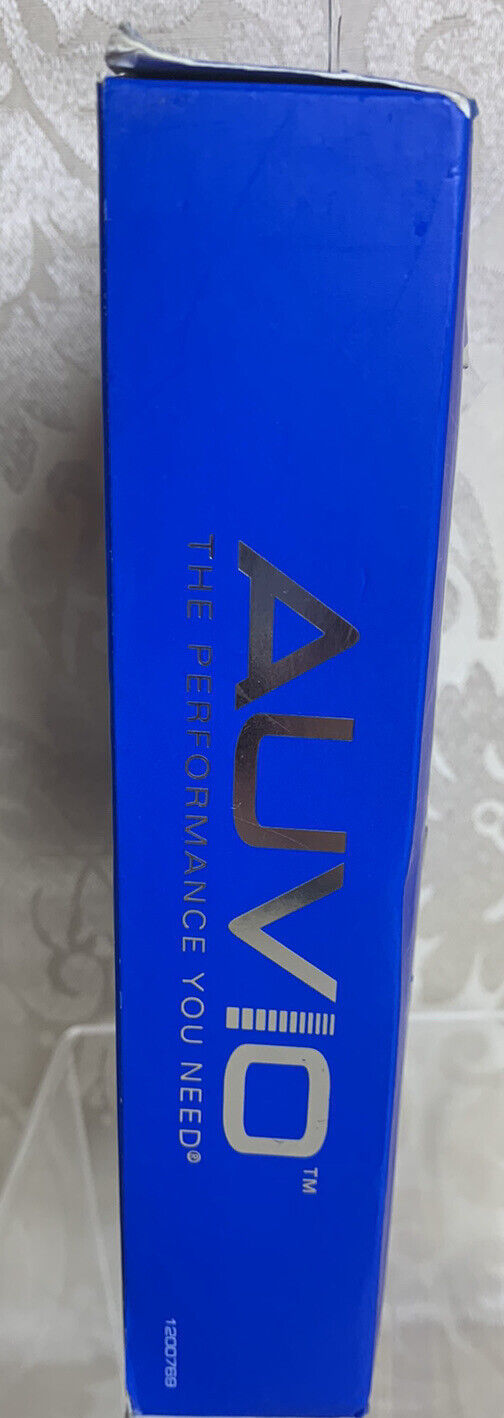 AUVIO™
THE PERFORMANCE YOU NEED®
1200769